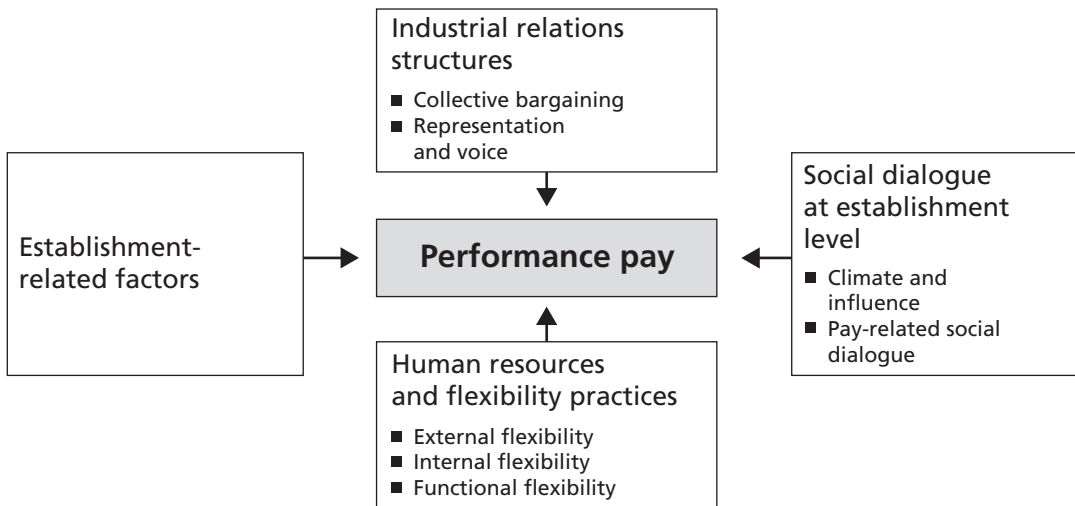 Industrial relations
structures
■ Collective bargaining
■ Representation
and voice
Establishment-
related factors
Performance pay
Social dialogue
at establishment
level
■ Climate and
influence
■ Pay-related social
dialogue
Human resources
and flexibility practices
■ External flexibility
■ Internal flexibility
■ Functional flexibility